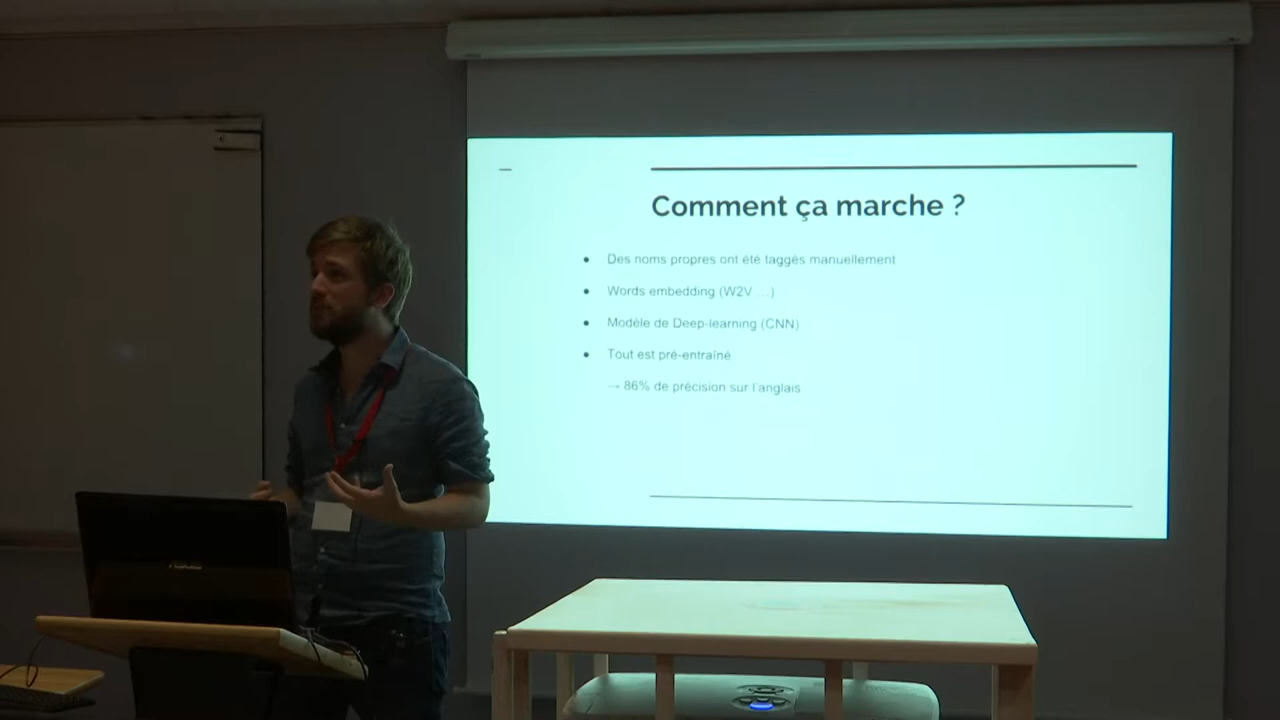 Comment ça marche ?
● Des noms propres ont été taggés manuellement
● Words embedding (W2V ...)
● Modèle de Deep-learning (CNN)
● Tout est pré-entraîné
→ 86% de précision sur l'anglais
ASUS